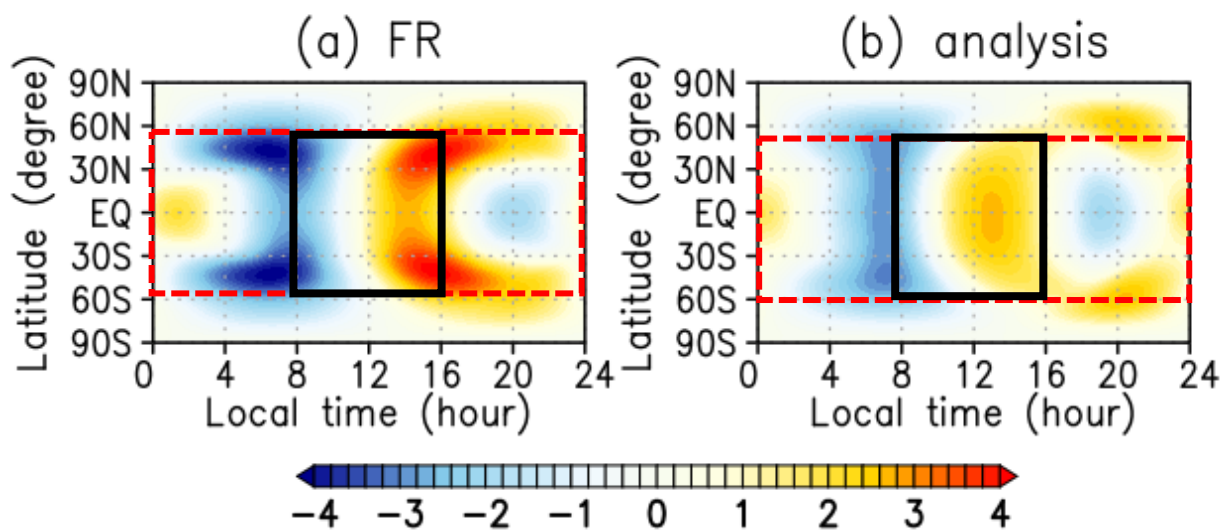 (a) FR
(b) analysis
Latitude (degree)
90N
60N
30N
EQ
30S
60S
90S
0 4 8 12 16 20 24
Local time (hour)
Latitude (degree)
90N
60N
30N
EQ
30S
60S
90S
0 4 8 12 16 20 24
Local time (hour)
-4 -3 -2 -1 0 1 2 3 4